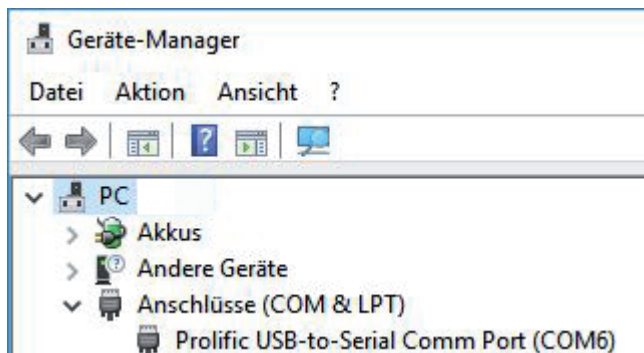 Geräte-Manager
Datei Aktion Ansicht ?
PC
Akkus
Andere Geräte
Anschlüsse (COM & LPT)
Prolific USB-to-Serial Comm Port (COM6)